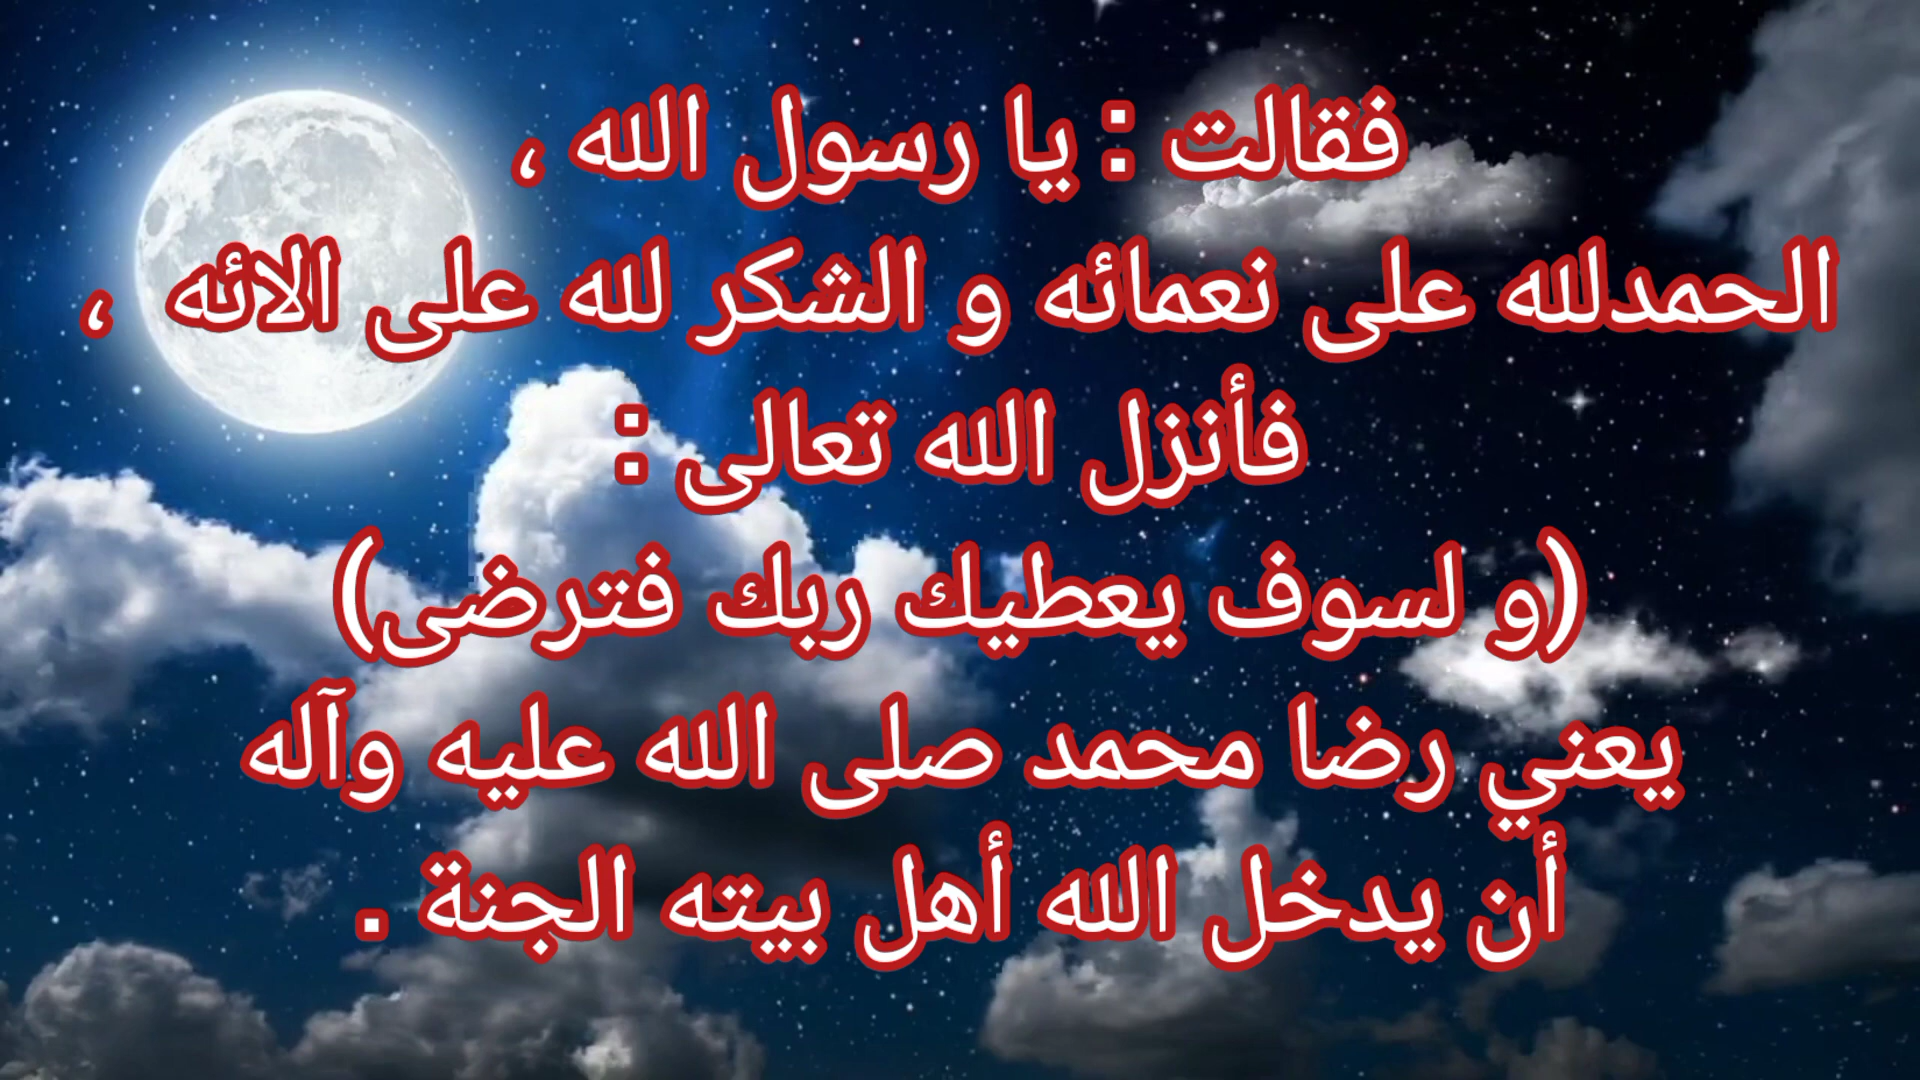 فقالت : يا رسول الله ،
الحمدلله على نعمائه و الشكر لله على الائه ،
فأنزل الله تعالى :
(و لسوف يعطيك ربك فترضى)
يعني رضا محمد صلى الله عليه وآله
أن يدخل الله أهل بيته الجنة .